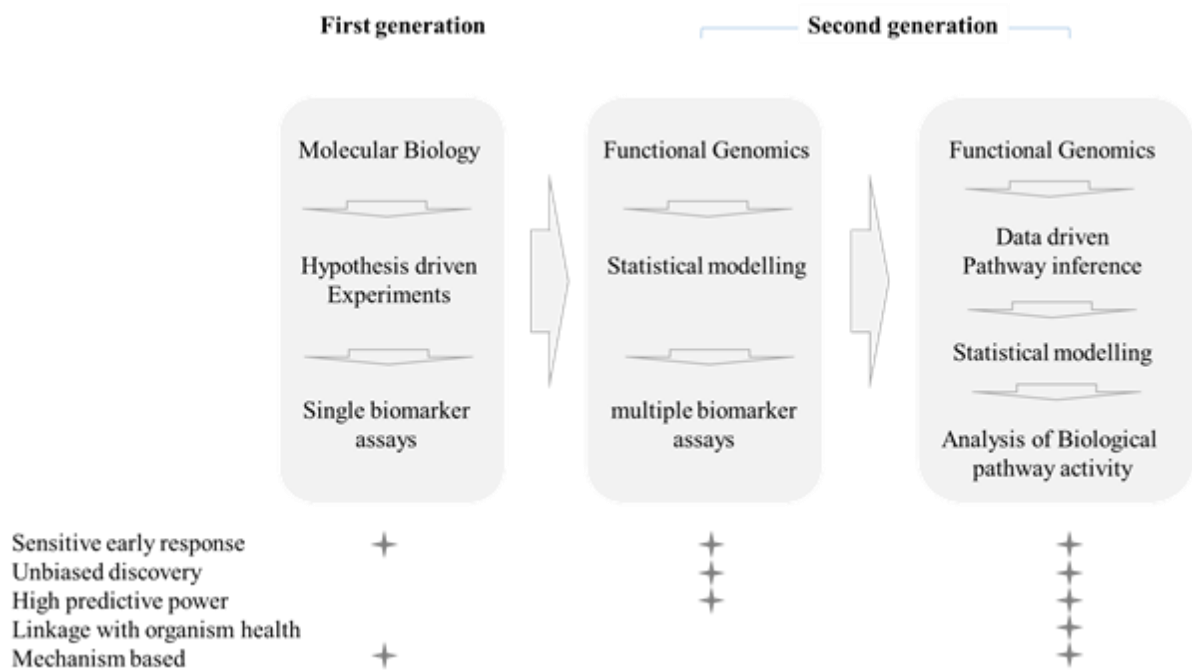 First generation
Second generation
Molecular Biology
Hypothesis driven
Experiments
Single biomarker
assays
Functional Genomics
Statistical modelling
multiple biomarker
assays
Functional Genomics
Data driven
Pathway inference
Statistical modelling
Analysis of Biological
pathway activity
Sensitive early response
Unbiased discovery
High predictive power
Linkage with organism health
Mechanism based